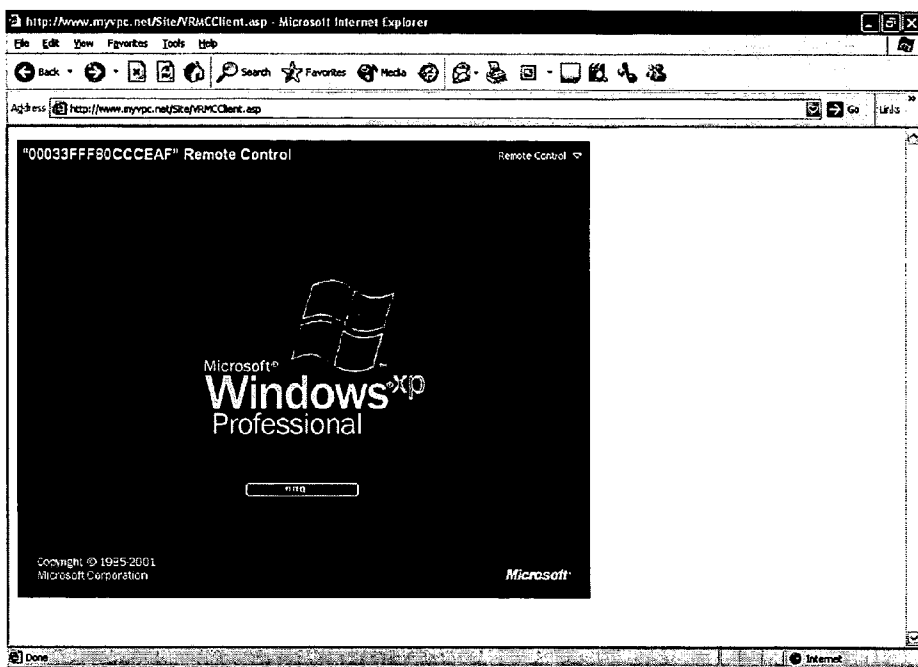 http://www.myvpc.net/Site/VRMCClient.asp - Microsoft Internet Explorer
File Edit View Favorites Tools Help
Back Search Favorites Media
Address http://www.myvpc.net/Site/VRMCClient.asp Go Links »
"00033FFF80CCCEAF" Remote Control Remote Control
Microsoft®
Windows®xp
Professional
Copyright © 1985-2001
Microsoft Corporation
Microsoft®
Done Internet